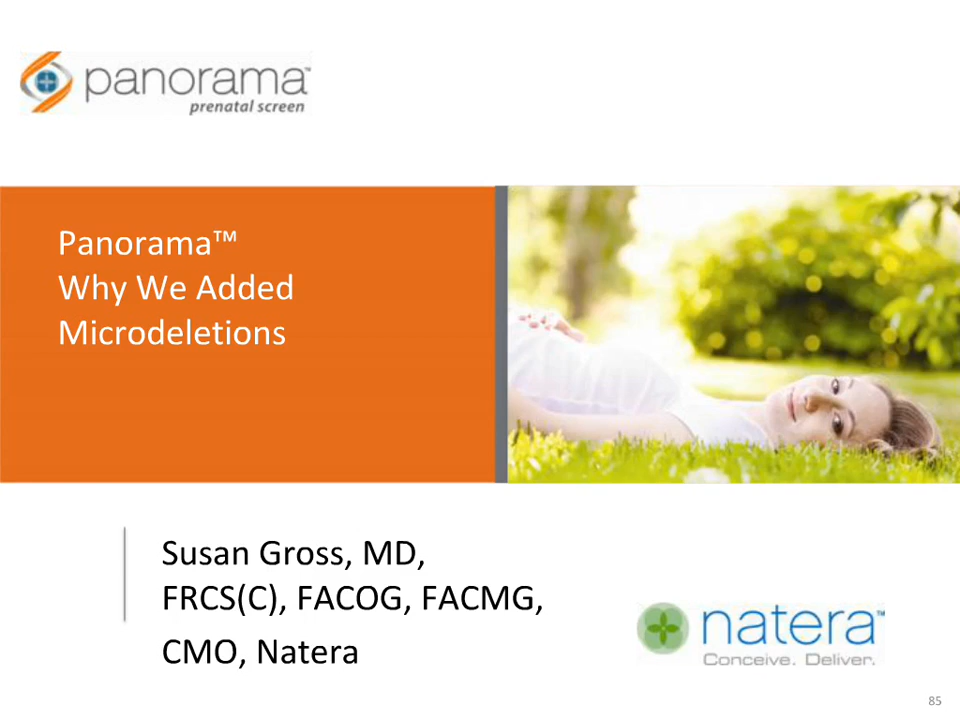 panorama™
prenatal screen
Panorama™
Why We Added
Microdeletions
Susan Gross, MD,
FRCS(C), FACOG, FACMG,
CMO, Natera
natera™
Conceive. Deliver.
85